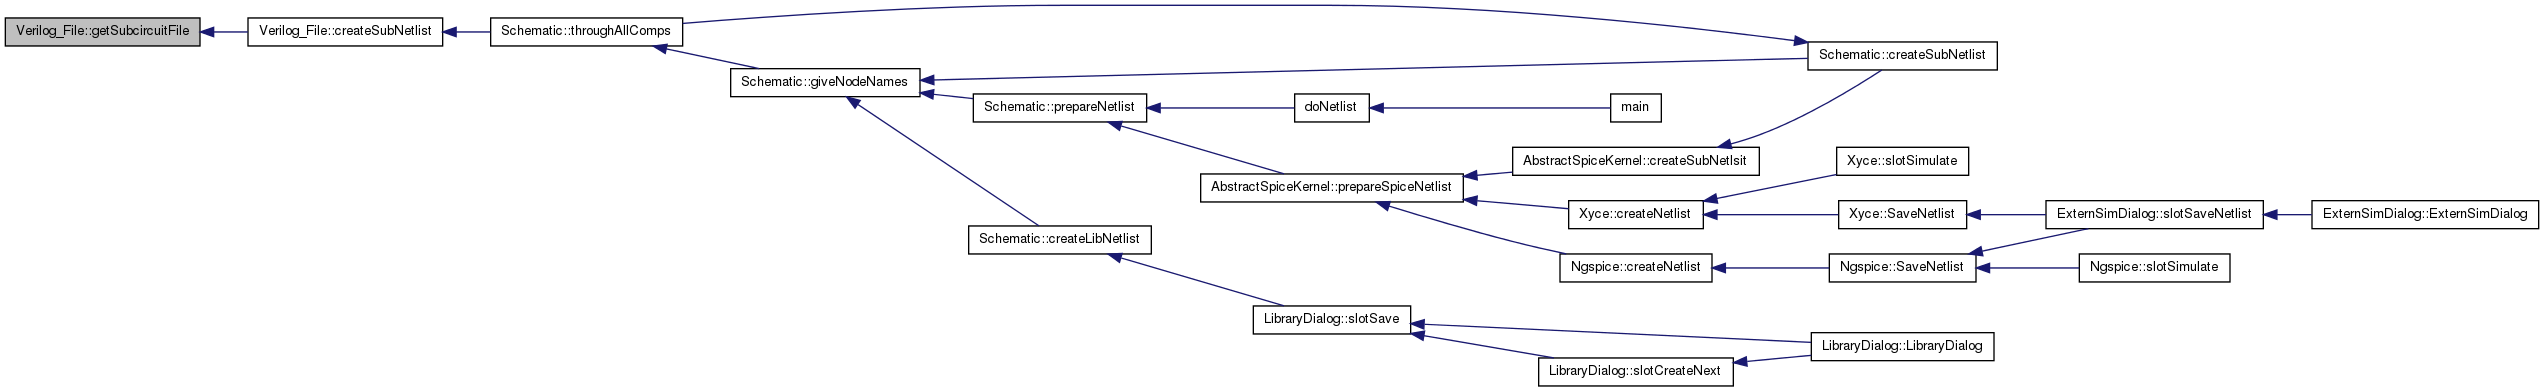 Verilog_File::getSubcircuitFile
Verilog_File::createSubNetlist
Schematic::throughAllComps
Schematic::createSubNetlist
Schematic::giveNodeNames
Schematic::prepareNetlist
doNetlist
main
AbstractSpiceKernel::createSubNetlsit
Xyce::slotSimulate
AbstractSpiceKernel::prepareSpiceNetlist
Xyce::createNetlist
Xyce::SaveNetlist
ExternSimDialog::slotSaveNetlist
ExternSimDialog::ExternSimDialog
Schematic::createLibNetlist
Ngspice::createNetlist
Ngspice::SaveNetlist
Ngspice::slotSimulate
LibraryDialog::slotSave
LibraryDialog::LibraryDialog
LibraryDialog::slotCreateNext